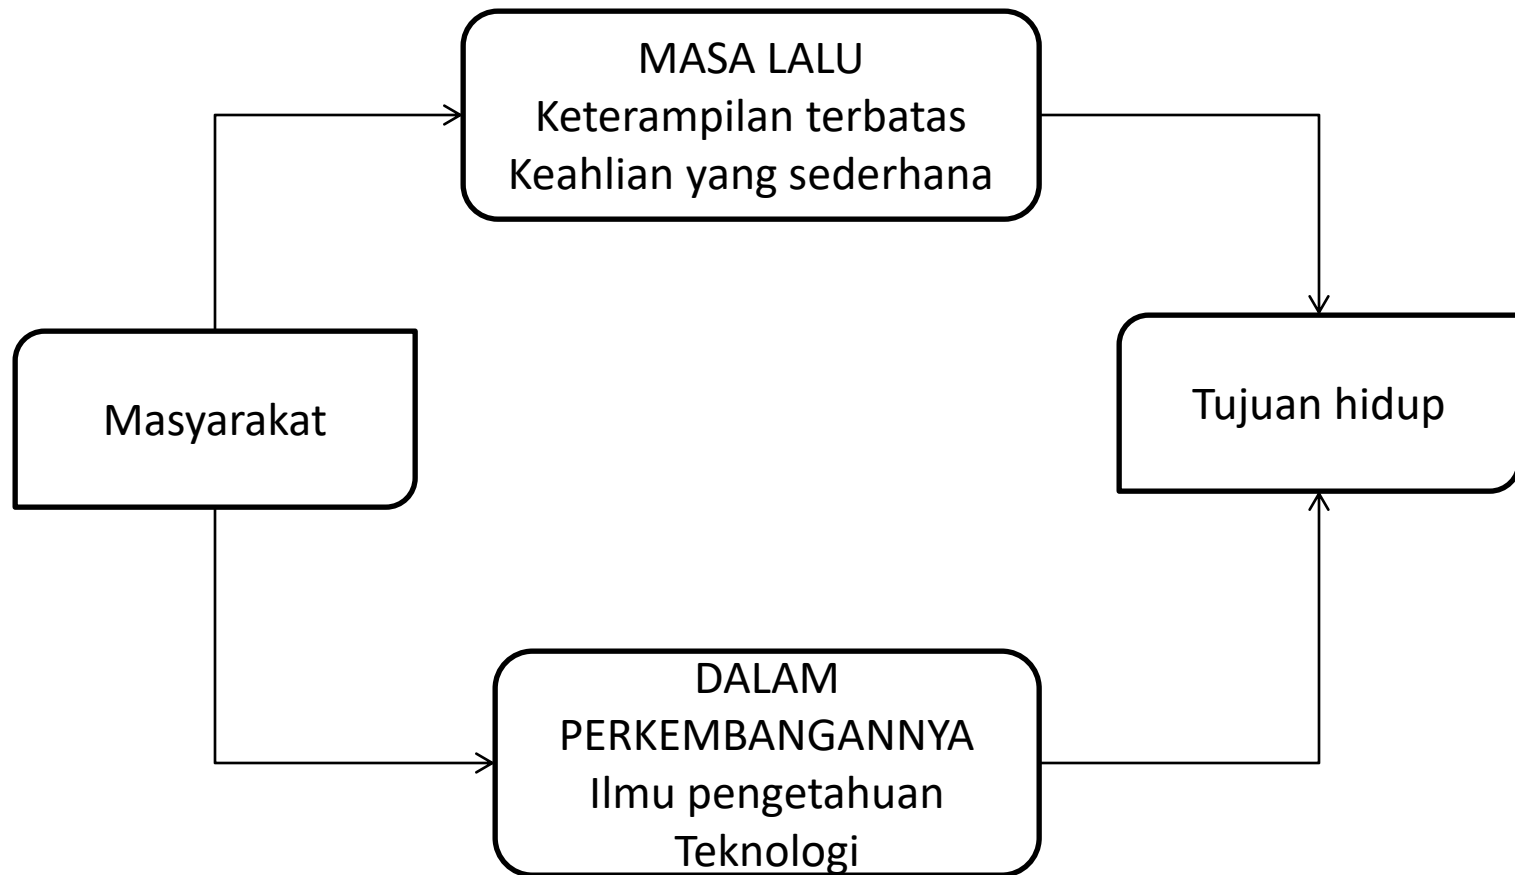 MASA LALU
Keterampilan terbatas
Keahlian yang sederhana
Masyarakat
Tujuan hidup
DALAM
PERKEMBANGANNYA
Ilmu pengetahuan
Teknologi